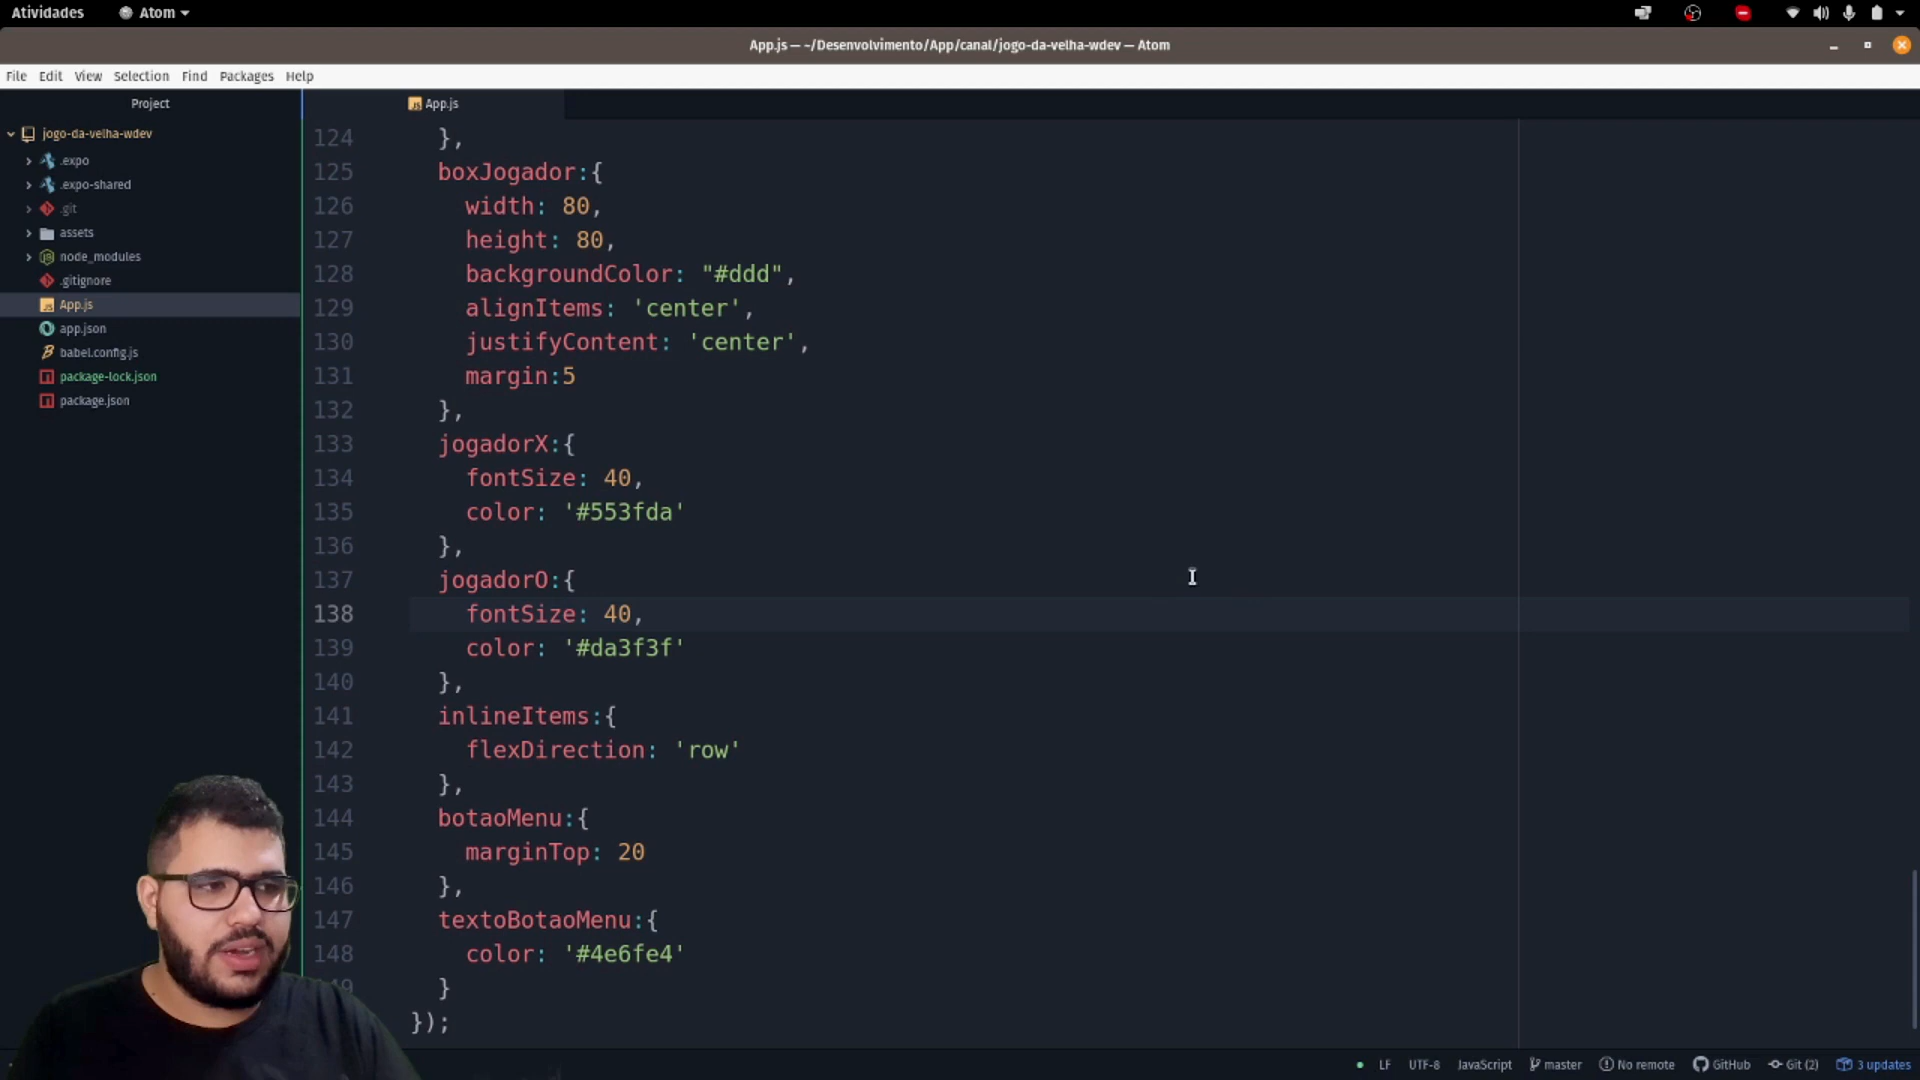 Atividades
Atom
App.js — ~/Desenvolvimento/App/canal/jogo-da-velha-wdev — Atom
File Edit View Selection Find Packages Help
Project
jogo-da-velha-wdev
.expo
.expo-shared
.git
assets
node_modules
.gitignore
App.js
app.json
babel.config.js
package-lock.json
package.json
App.js
124 },
125 boxJogador:{
126 width: 80,
127 height: 80,
128 backgroundColor: "#ddd",
129 alignItems: 'center',
130 justifyContent: 'center',
131 margin:5
132 },
133 jogadorX:{
134 fontSize: 40,
135 color: '#553fda'
136 },
137 jogadorO:{
138 fontSize: 40,
139 color: '#da3f3f'
140 },
141 inlineItems:{
142 flexDirection: 'row'
143 },
144 botaoMenu:{
145 marginTop: 20
146 },
147 textoBotaoMenu:{
148 color: '#4e6fe4'
149 }
});
LF UTF-8 JavaScript master No remote GitHub Git (2) 3 updates